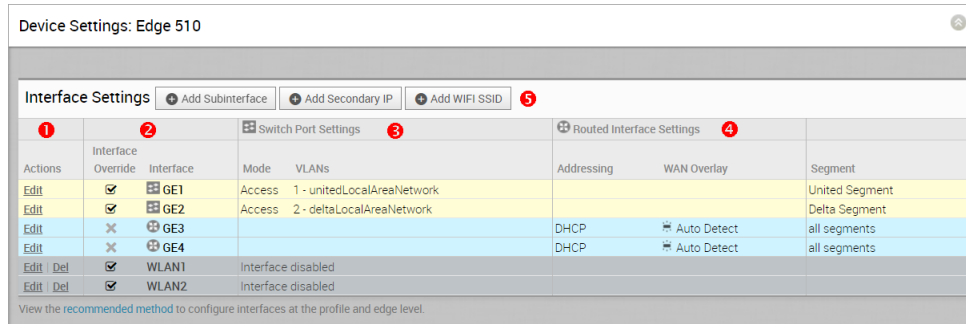 Device Settings: Edge 510
Interface Settings Add Subinterface Add Secondary IP Add WIFI SSID 5
1 2 Switch Port Settings 3 Routed Interface Settings 4
Interface
Actions Override Interface Mode VLANs Addressing WAN Overlay Segment
Edit GE1 Access 1 - unitedLocalAreaNetwork United Segment
Edit GE2 Access 2 - deltaLocalAreaNetwork Delta Segment
Edit GE3 DHCP Auto Detect all segments
Edit GE4 DHCP Auto Detect all segments
Edit | Del WLAN1 Interface disabled
Edit | Del WLAN2 Interface disabled
View the recommended method to configure interfaces at the profile and edge level.